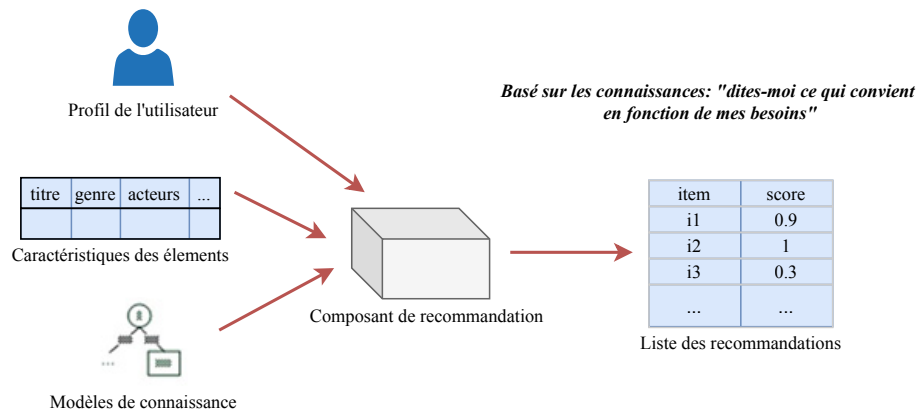 Profil de l'utilisateur
Basé sur les connaissances: "dites-moi ce qui convient
en fonction de mes besoins"
titre genre acteurs ...
Caractéristiques des élements
Composant de recommandation
item score
i1 0.9
i2 1
i3 0.3
... ...
Liste des recommandations
...
Modèles de connaissance